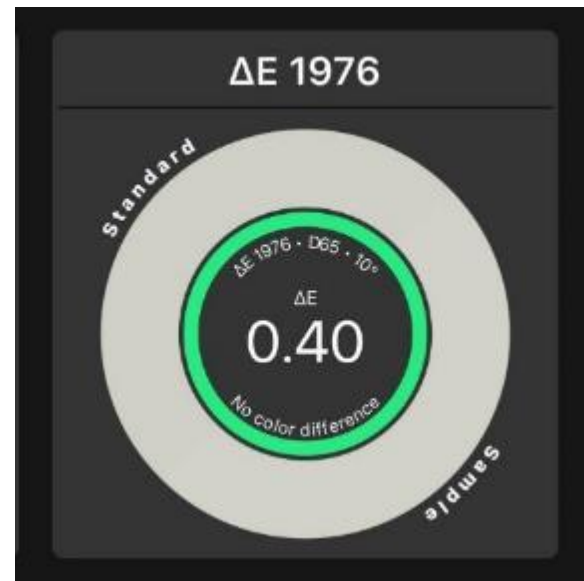 ΔE 1976
Standard
ΔE 1976 • D65 • 10°
ΔE
0.40
No color difference
Sample